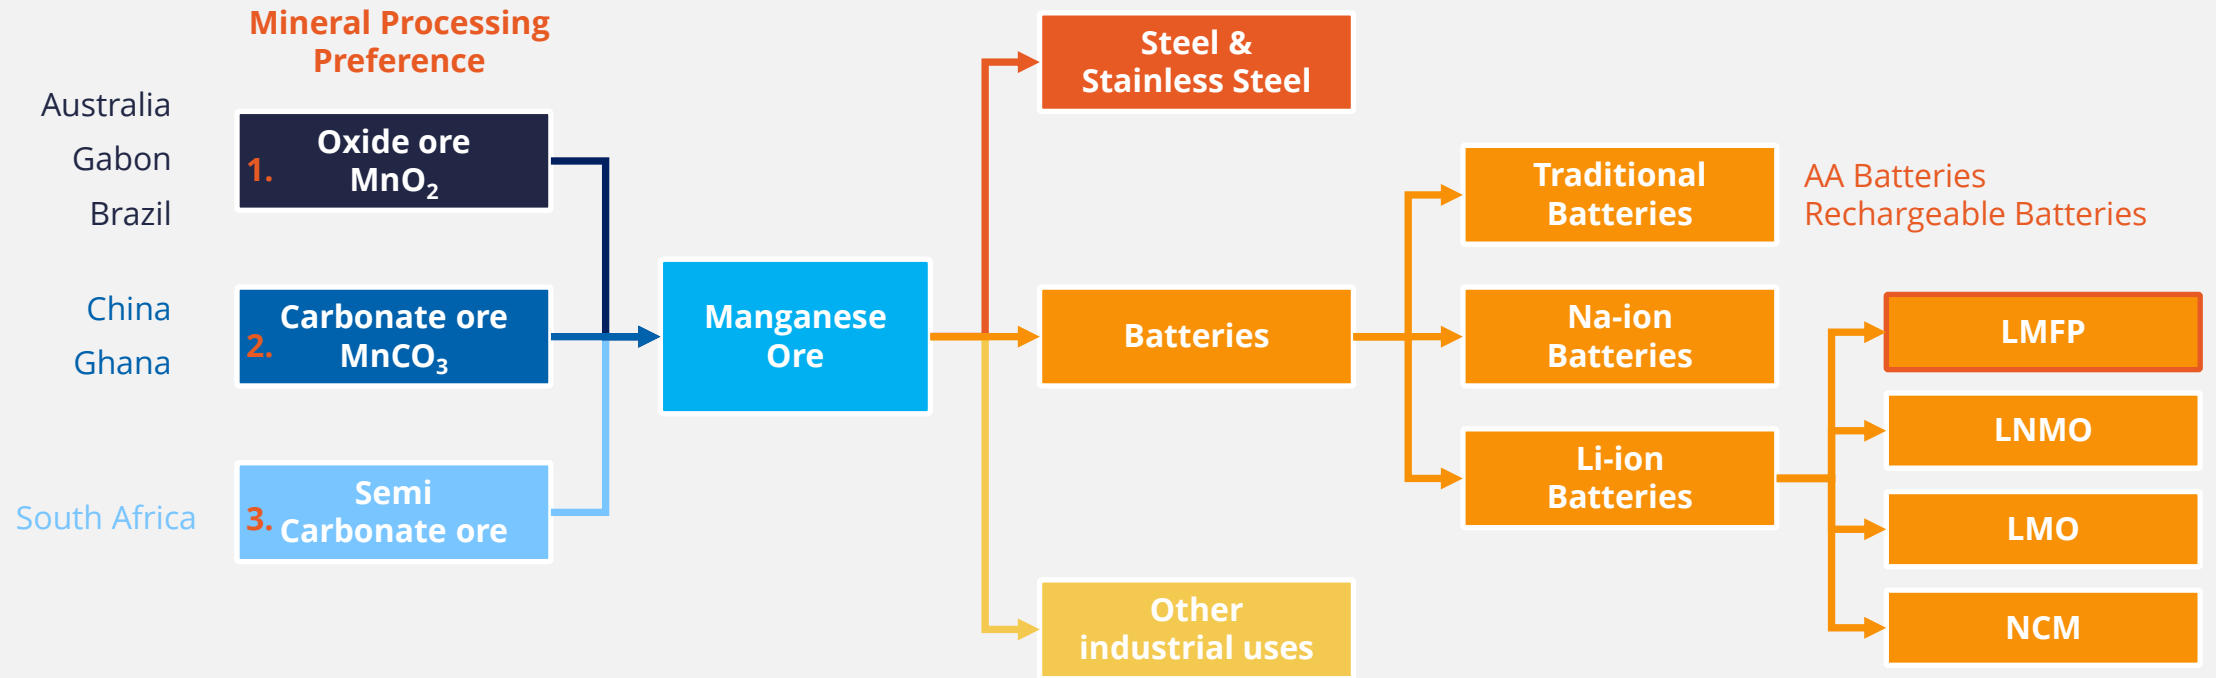 Mineral Processing
Preference
Australia
Gabon
Brazil
1.
Oxide ore
MnO₂
China
Ghana
2.
Carbonate ore
MnCO₃
South Africa
3.
Semi
Carbonate ore
Manganese
Ore
Steel &
Stainless Steel
Batteries
Other
industrial uses
Traditional
Batteries
AA Batteries
Rechargeable Batteries
Na-ion
Batteries
Li-ion
Batteries
LMFP
LNMO
LMO
NCM